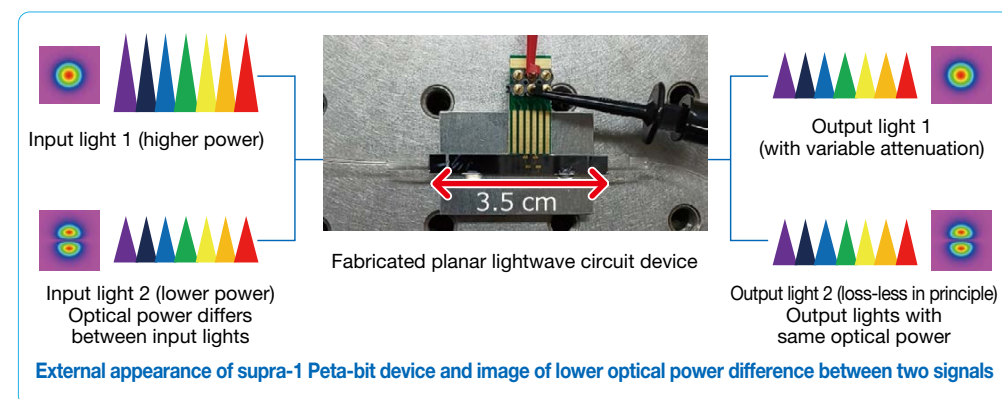 Input light 1 (higher power)
Input light 2 (lower power)
Optical power differs
between input lights
3.5 cm
Fabricated planar lightwave circuit device
Output light 1
(with variable attenuation)
Output light 2 (loss-less in principle)
Output lights with
same optical power
External appearance of supra-1 Peta-bit device and image of lower optical power difference between two signals